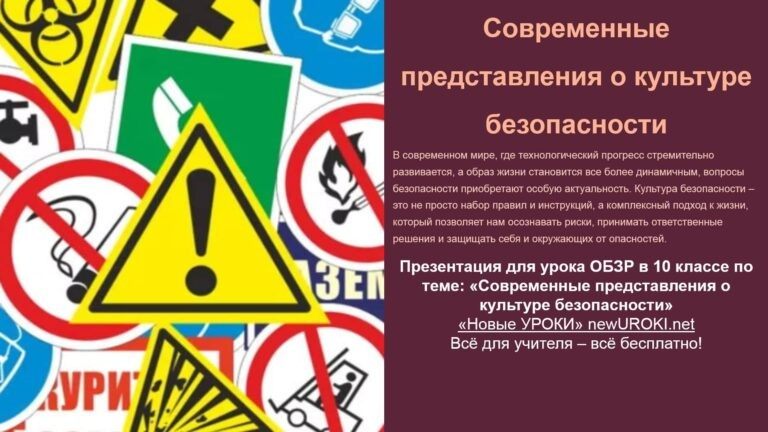 Современные
представления о культуре
безопасности
В современном мире, где технологический прогресс стремительно
развивается, а образ жизни становится все более динамичным, вопросы
безопасности приобретают особую актуальность. Культура безопасности –
это не просто набор правил и инструкций, а комплексный подход к жизни,
который позволяет нам осознавать риски, принимать ответственные
решения и защищать себя и окружающих от опасностей.
Презентация для урока ОБЗР в 10 классе по
теме: «Современные представления о
культуре безопасности»
«Новые УРОКИ» newUROKI.net
Всё для учителя – всё бесплатно!
АЗЕМ
КУРИТ